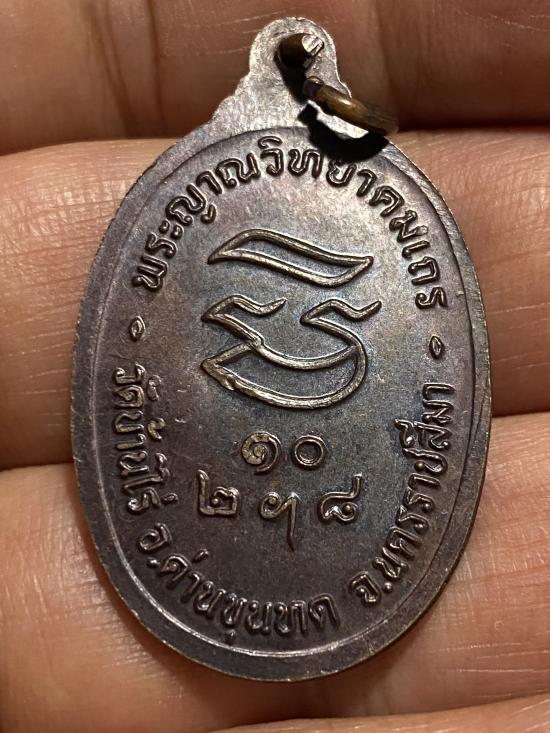 พระญาณวิทยาคมเถร
๑๐
๒ ๗ ๘
วัดบ้านไร่ อ.ด่านขุนทด จ.นครราชสีมา